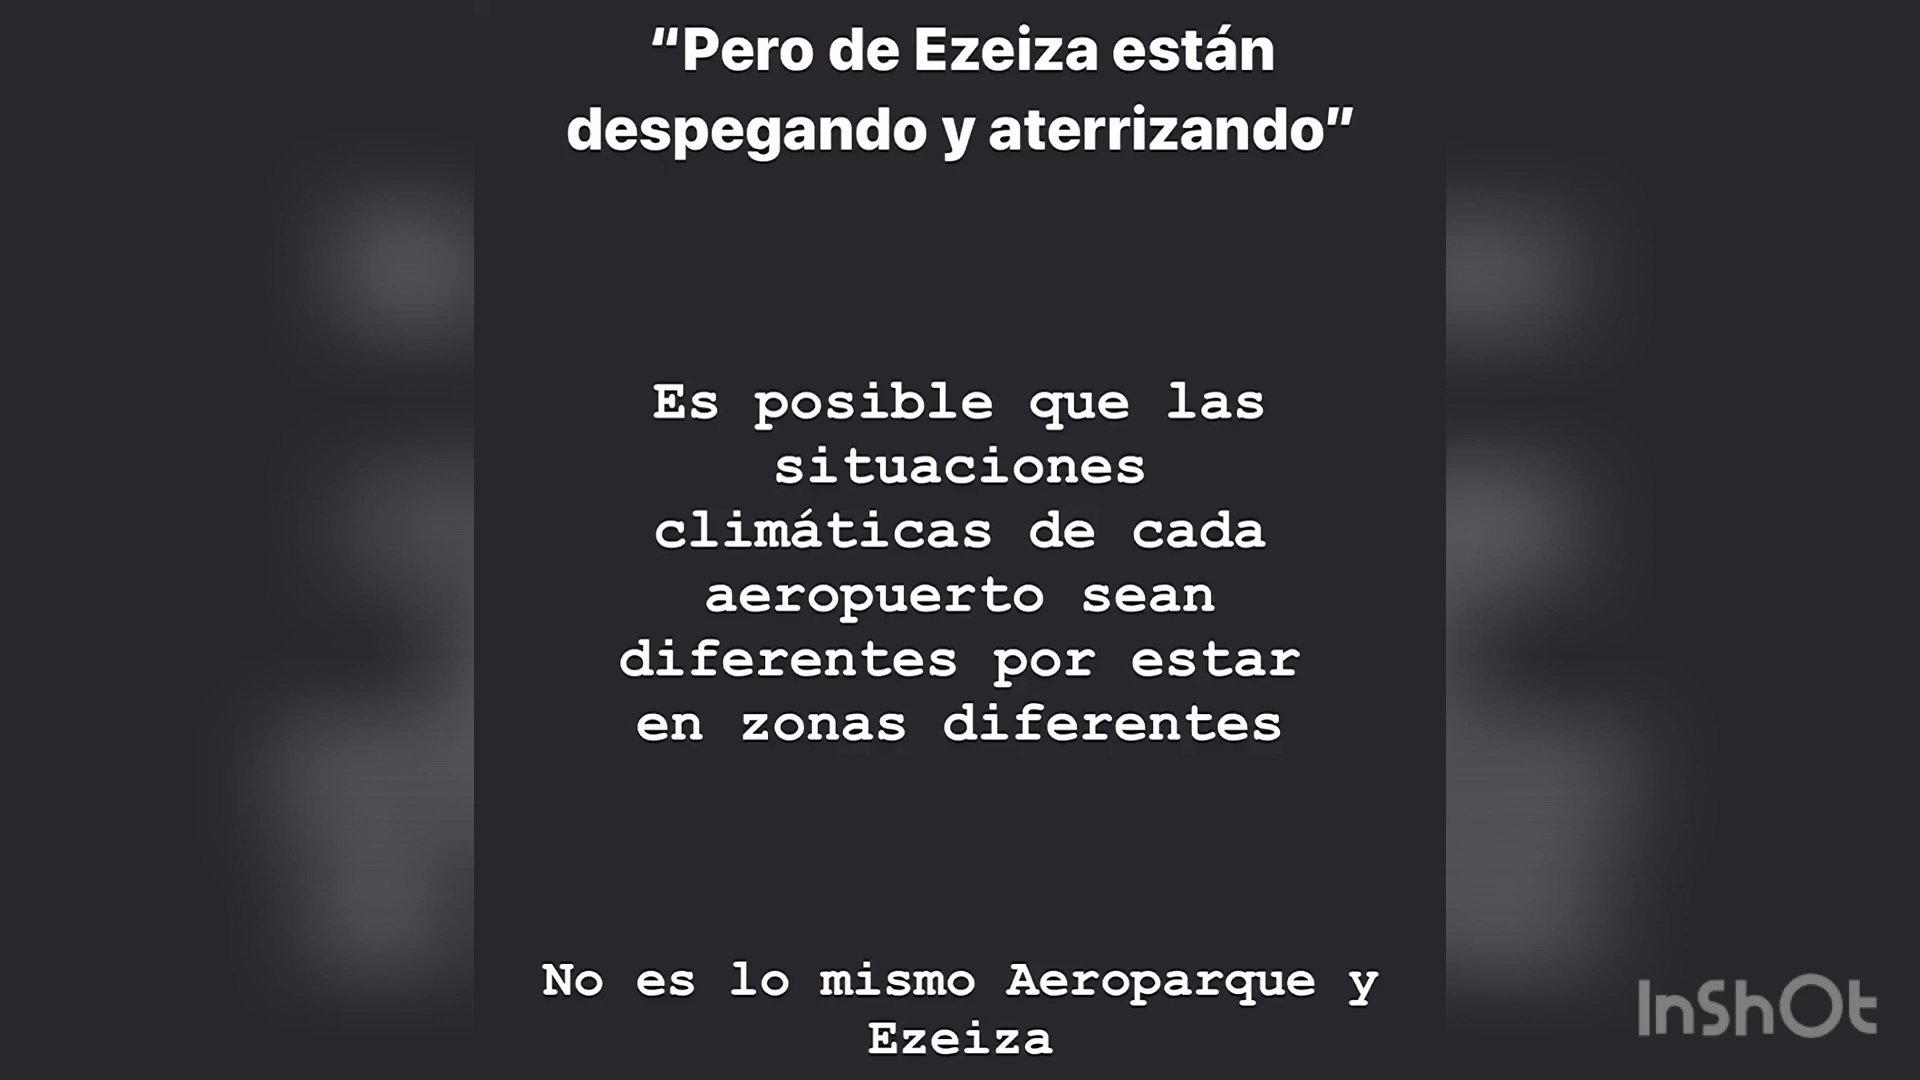 “Pero de Ezeiza están
despegando y aterrizando”
Es posible que las
situaciones
climáticas de cada
aeropuerto sean
diferentes por estar
en zonas diferentes
No es lo mismo Aeroparque y
Ezeiza
InShOt